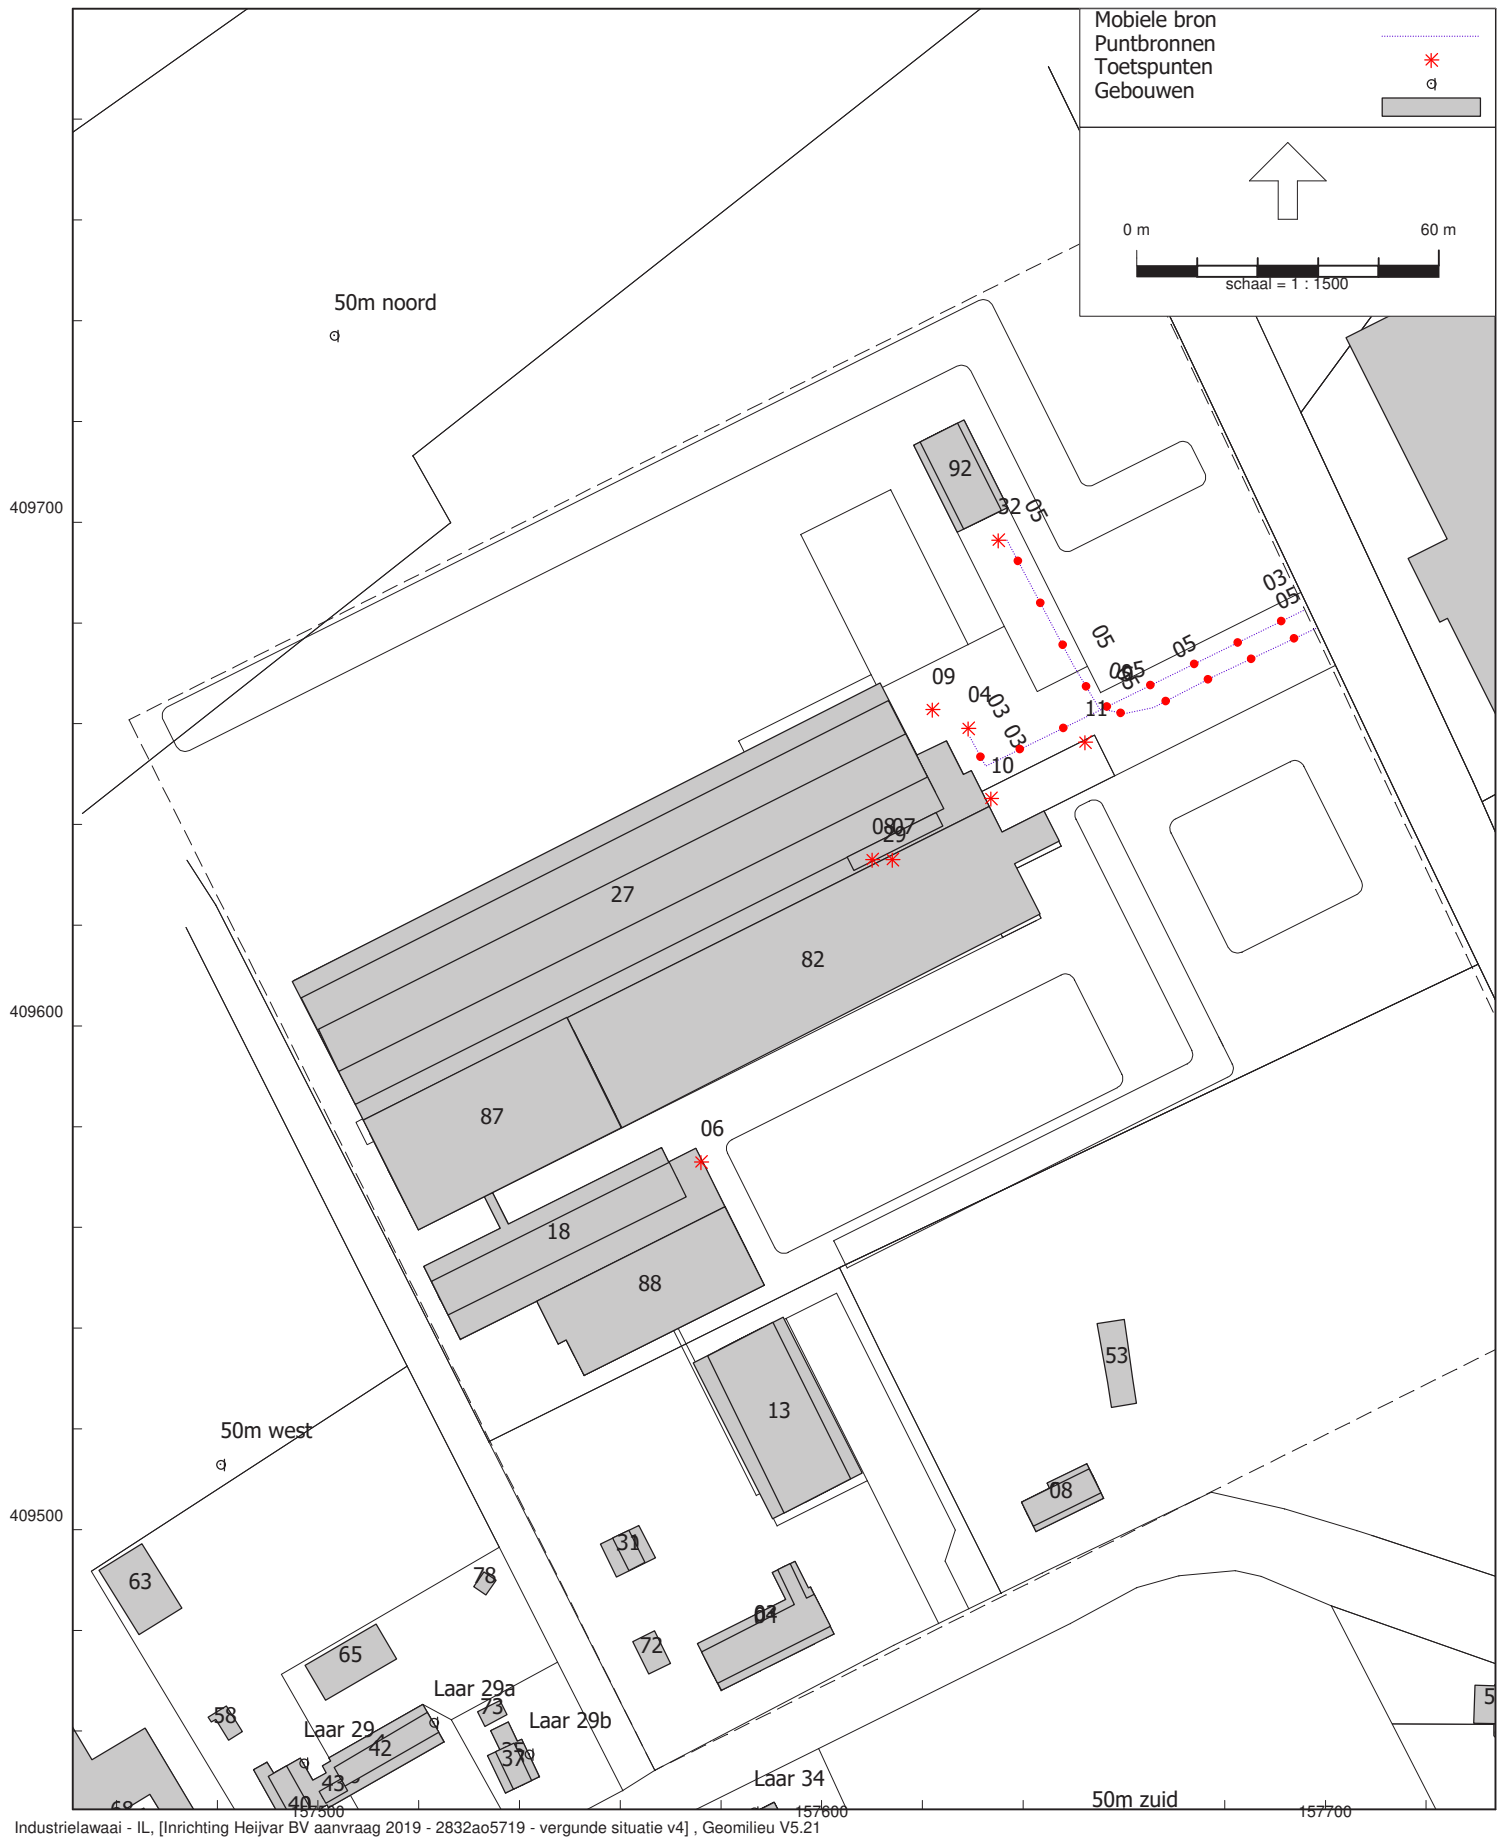 Mobiele bron
Puntbronnen
Toetspunten
Gebouwen
0 m
60 m
schaal = 1 : 1500
50m noord
92
32
05
409700
03
05
05
05
09
04
03
03
11
10
08
07
29
27
82
409600
87
06
18
88
53
13
50m west
08
409500
31
78
63
04
72
65
Laar 29a
73
58
Laar 29
Laar 29b
42
37
43
40
Laar 34
50m zuid
5
157500
157600
157700
Industrielawaai - IL, [Inrichting Heijvar BV aanvraag 2019 - 2832ao5719 - vergunde situatie v4] , Geomilieu V5.21